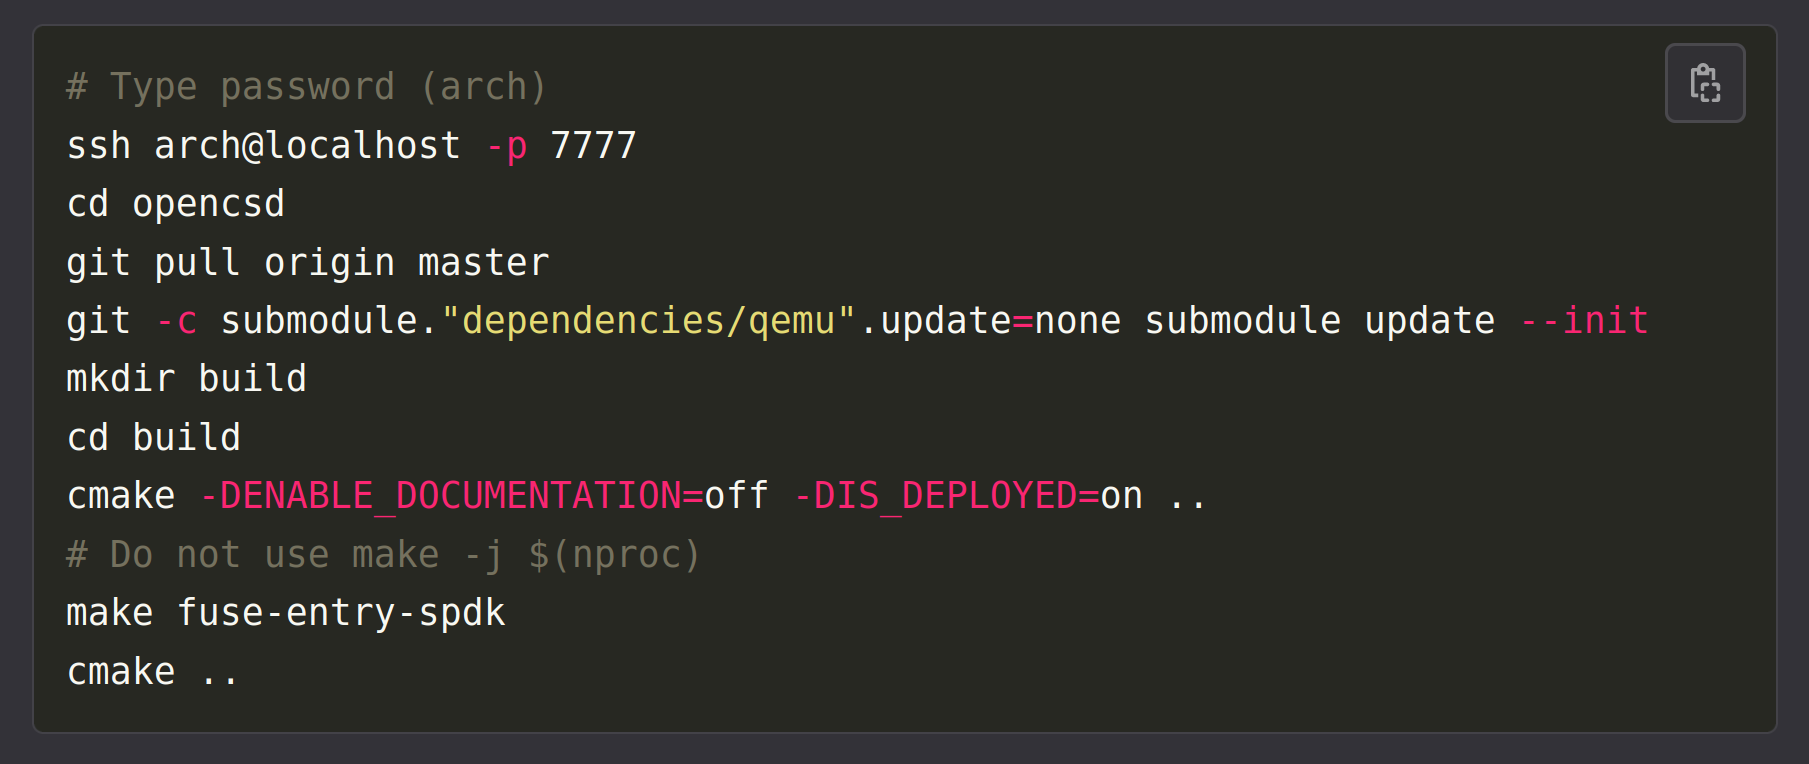 # Type password (arch)
ssh arch@localhost -p 7777
cd opencsd
git pull origin master
git -c submodule."dependencies/qemu".update=none submodule update --init
mkdir build
cd build
cmake -DENABLE_DOCUMENTATION=off -DIS_DEPLOYED=on ..
# Do not use make -j $(nproc)
make fuse-entry-spdk
cmake ..